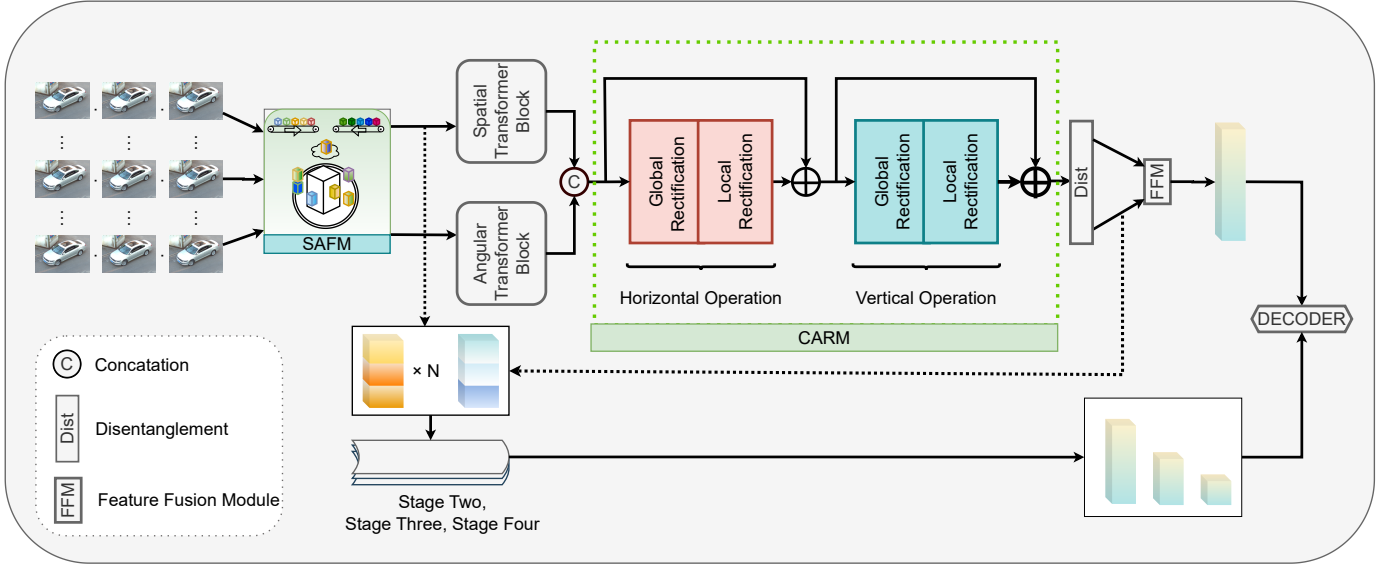 SAFM
Spatial
Transformer
Block
Angular
Transformer
Block
C
Global
Rectification
Local
Rectification
Horizontal Operation
Global
Rectification
Local
Rectification
Vertical Operation
CARM
Dist
FFM
DECODER
× N
Stage Two,
Stage Three, Stage Four
C
Concatation
Dist
Disentanglement
FFM
Feature Fusion Module